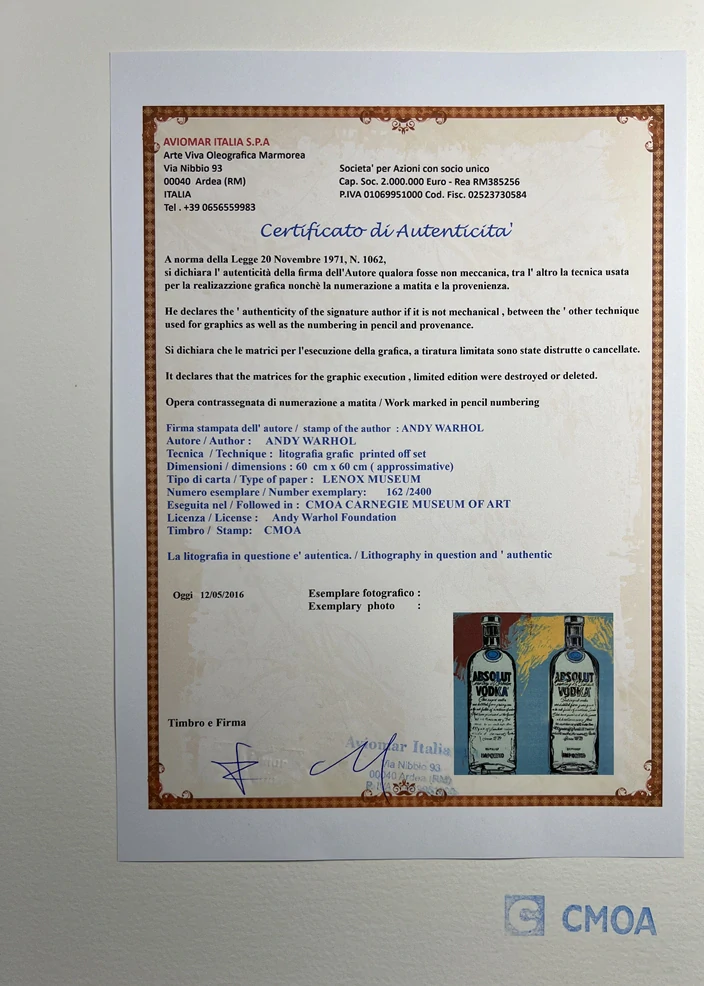 AVIOMAR ITALIA S.P.A
Arte Viva Oleografica Marmorea
Via Nibbio 93
00040 Ardea (RM)
ITALIA
Tel . +39 0656559983
Societa' per Azioni con socio unico
Cap. Soc. 2.000.000 Euro - Rea RM385256
P.IVA 01069951000 Cod. Fisc. 02523730584
Certificato di Autenticita'
A norma della Legge 20 Novembre 1971, N. 1062,
si dichiara l' autenticità della firma dell'Autore qualora fosse non meccanica, tra l' altro la tecnica usata
per la realizazzione grafica nonchè la numerazione a matita e la provenienza.
He declares the ' authenticity of the signature author if it is not mechanical , between the ' other technique
used for graphics as well as the numbering in pencil and provenance.
Si dichiara che le matrici per l'esecuzione della grafica, a tiratura limitata sono state distrutte o cancellate.
It declares that the matrices for the graphic execution , limited edition were destroyed or deleted.
Opera contrassegnata di numerazione a matita / Work marked in pencil numbering
Firma stampata dell' autore / stamp of the author : ANDY WARHOL
Autore / Author : ANDY WARHOL
Tecnica / Technique : litografia grafic printed off set
Dimensioni / dimensions : 60 cm x 60 cm ( approssimative)
Tipo di carta / Type of paper : LENOX MUSEUM
Numero esemplare / Number exemplary: 162 /2400
Eseguita nel / Followed in : CMOA CARNEGIE MUSEUM OF ART
Licenza / License : Andy Warhol Foundation
Timbro / Stamp: CMOA
La litografia in questione e' autentica. / Lithography in question and ' authentic
Oggi 12/05/2016
Esemplare fotografico :
Exemplary photo :
ABSOLUT
VODKA
IMPORTED
ABSOLUT
VODKA
IMPORTED
Timbro e Firma
Aviomar Italia
Via Nibbio 93
00040 Ardea (RM)
CMOA